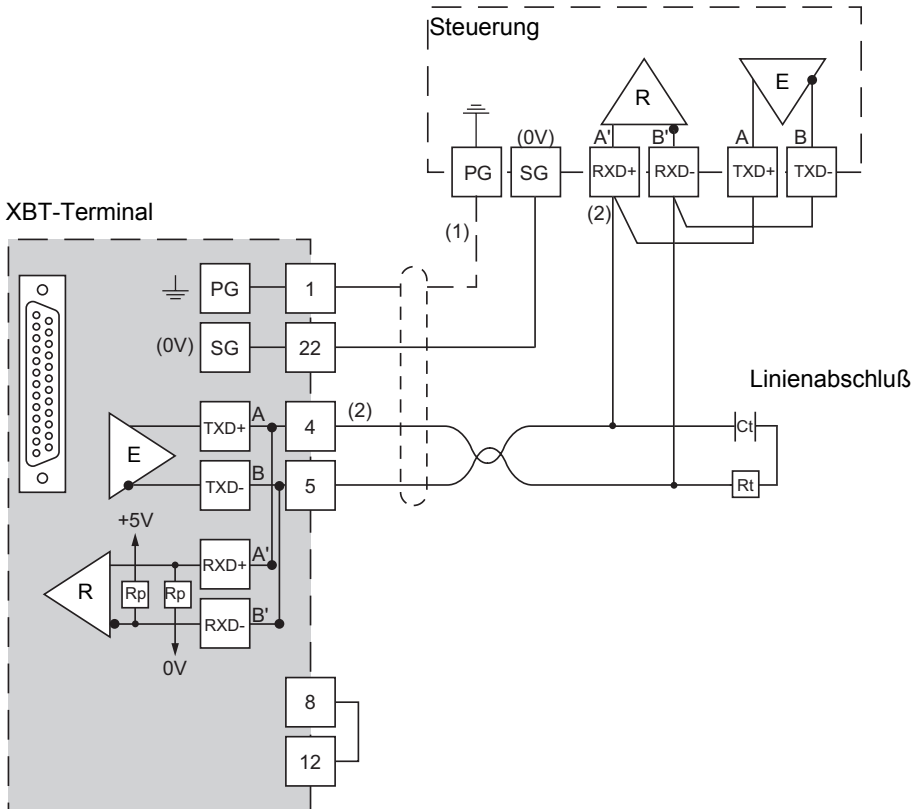 Steuerung
R
E
(0V)
A'
B'
A
B
PG
SG
RXD+
RXD-
TXD+
TXD-
(1)
(2)
XBT-Terminal
PG
1
(0V)
SG
22
Linienabschluß
TXD+
A
4
(2)
Ct
E
TXD-
B
5
Rt
+5V
RXD+
A'
R
Rp
Rp
RXD-
B'
0V
8
12